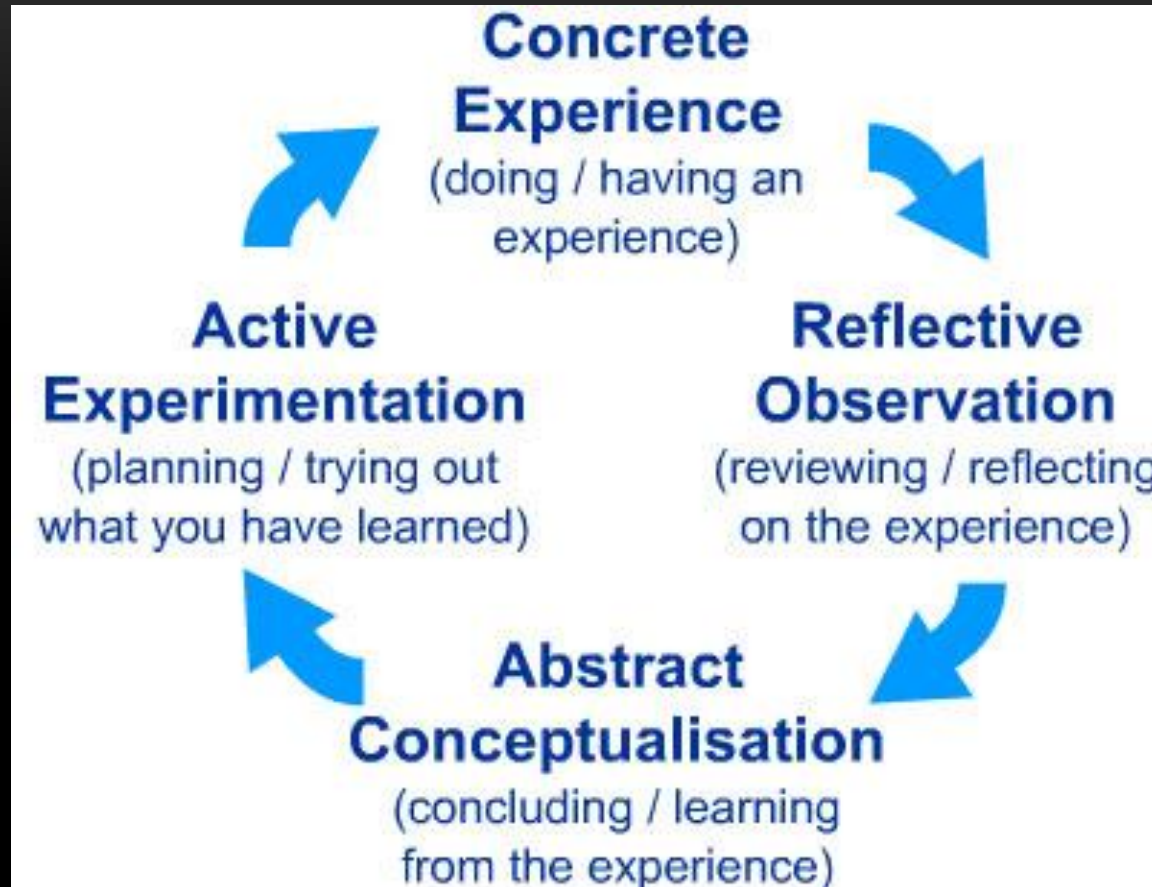 Concrete
Experience
(doing / having an
experience)
Active
Experimentation
(planning / trying out
what you have learned)
Reflective
Observation
(reviewing / reflecting
on the experience)
Abstract
Conceptualisation
(concluding / learning
from the experience)